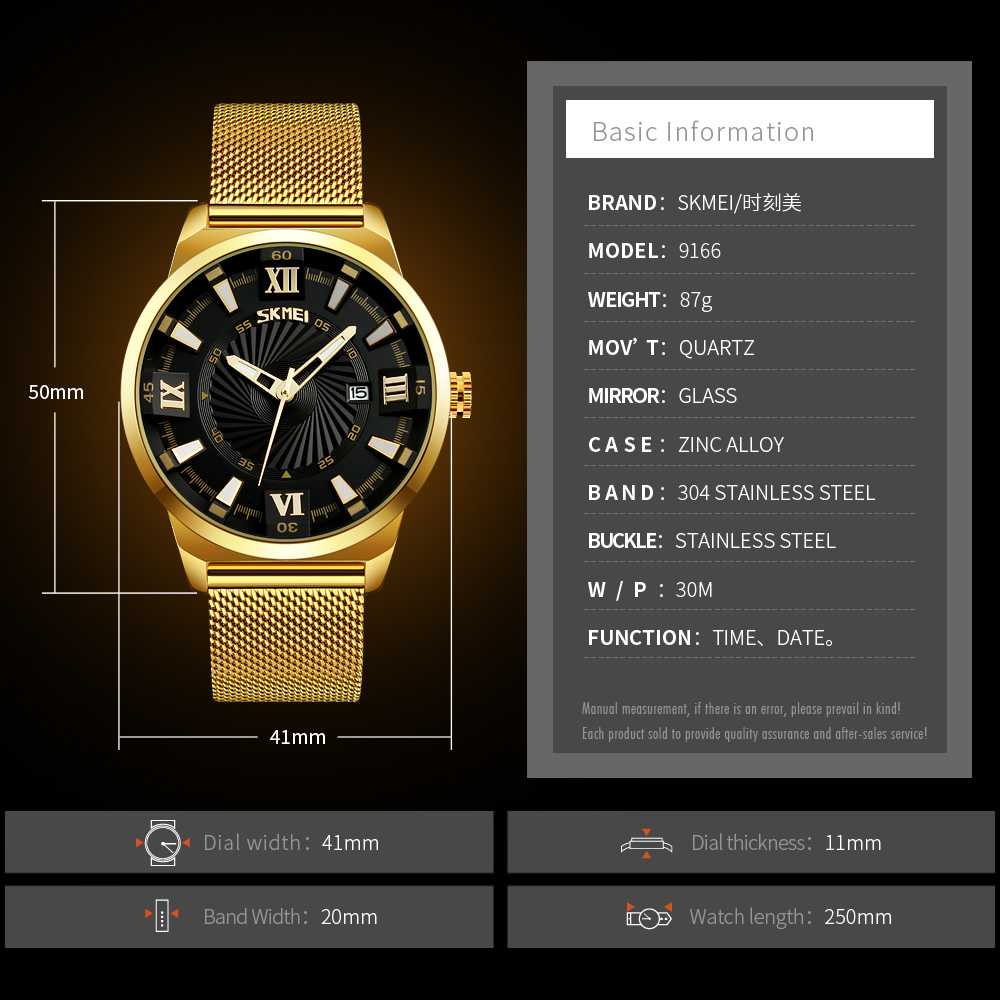 60
XII
SKMEI
55
05
50
10
50mm
45
IX
15
III
15
40
20
35
25
VI
30
41mm
Basic Information
BRAND: SKMEI/时刻美
MODEL: 9166
WEIGHT: 87g
MOV' T: QUARTZ
MIRROR: GLASS
CASE: ZINC ALLOY
BAND: 304 STAINLESS STEEL
BUCKLE: STAINLESS STEEL
W / P : 30M
FUNCTION: TIME、DATE。
Manual measurement, if there is an error, please prevail in kind!
Each product sold to provide quality assurance and after-sales service!
Dial width: 41mm
Dial thickness: 11mm
Band Width: 20mm
Watch length: 250mm